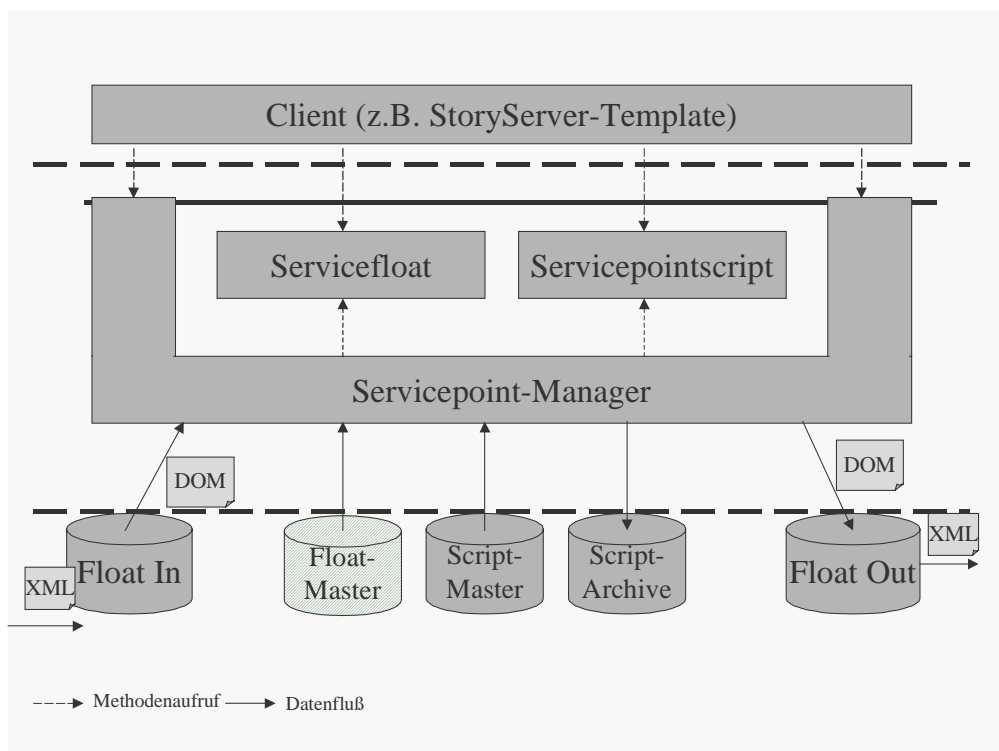 Client (z.B. StoryServer-Template)
Servicefloat
Servicepointscript
Servicepoint-Manager
DOM
DOM
XML
Float In
Float-
Master
Script-
Master
Script-
Archive
Float Out
XML
Methodenaufruf
Datenfluß